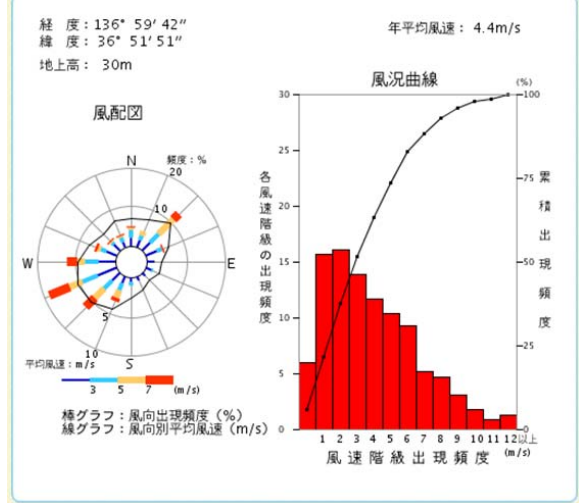 経　度：136° 59′ 42″
緯　度： 36° 51′ 51″
地上高： 30m
年平均風速： 4.4m/s
風配図
頻度：%
N
20
10
W
E
5
10
S
平均風速：m/s
3 5 7 (m/s)
棒グラフ：風向出現頻度（%）
線グラフ：風向別平均風速（m/s）
風況曲線
(%)
30
25
20
15
10
5
0
各風速階級の出現頻度
100
75
50
25
0
累積出現頻度
1 2 3 4 5 6 7 8 9 10 11 12以上
(m/s)
風速階級出現頻度